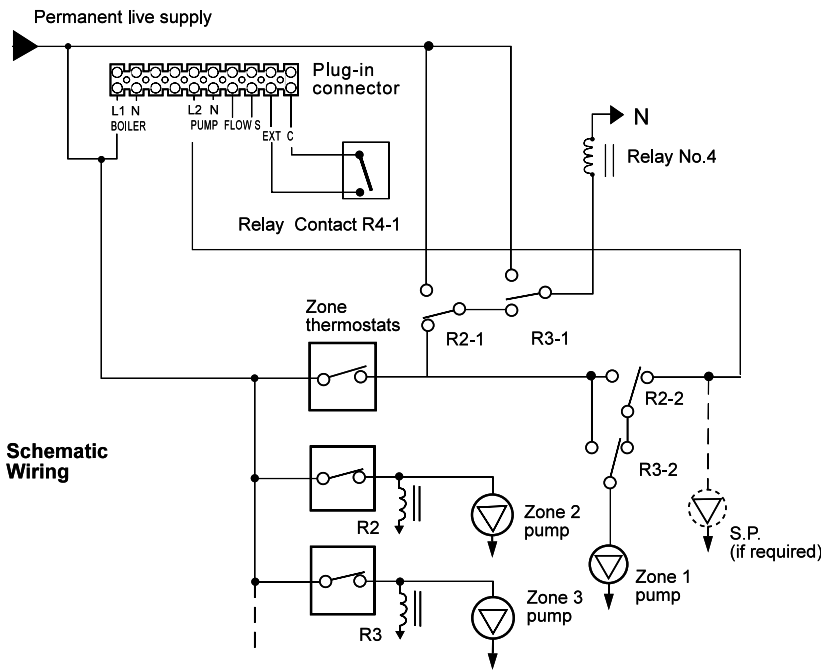 Permanent live supply
Plug-in
connector
L1 N
BOILER
L2 N
PUMP
FLOW S
EXT C
N
Relay No.4
Relay Contact R4-1
Zone
thermostats
R2-1
R3-1
R2-2
R3-2
Schematic
Wiring
R2
Zone 2
pump
S.P.
(if required)
Zone 1
pump
R3
Zone 3
pump